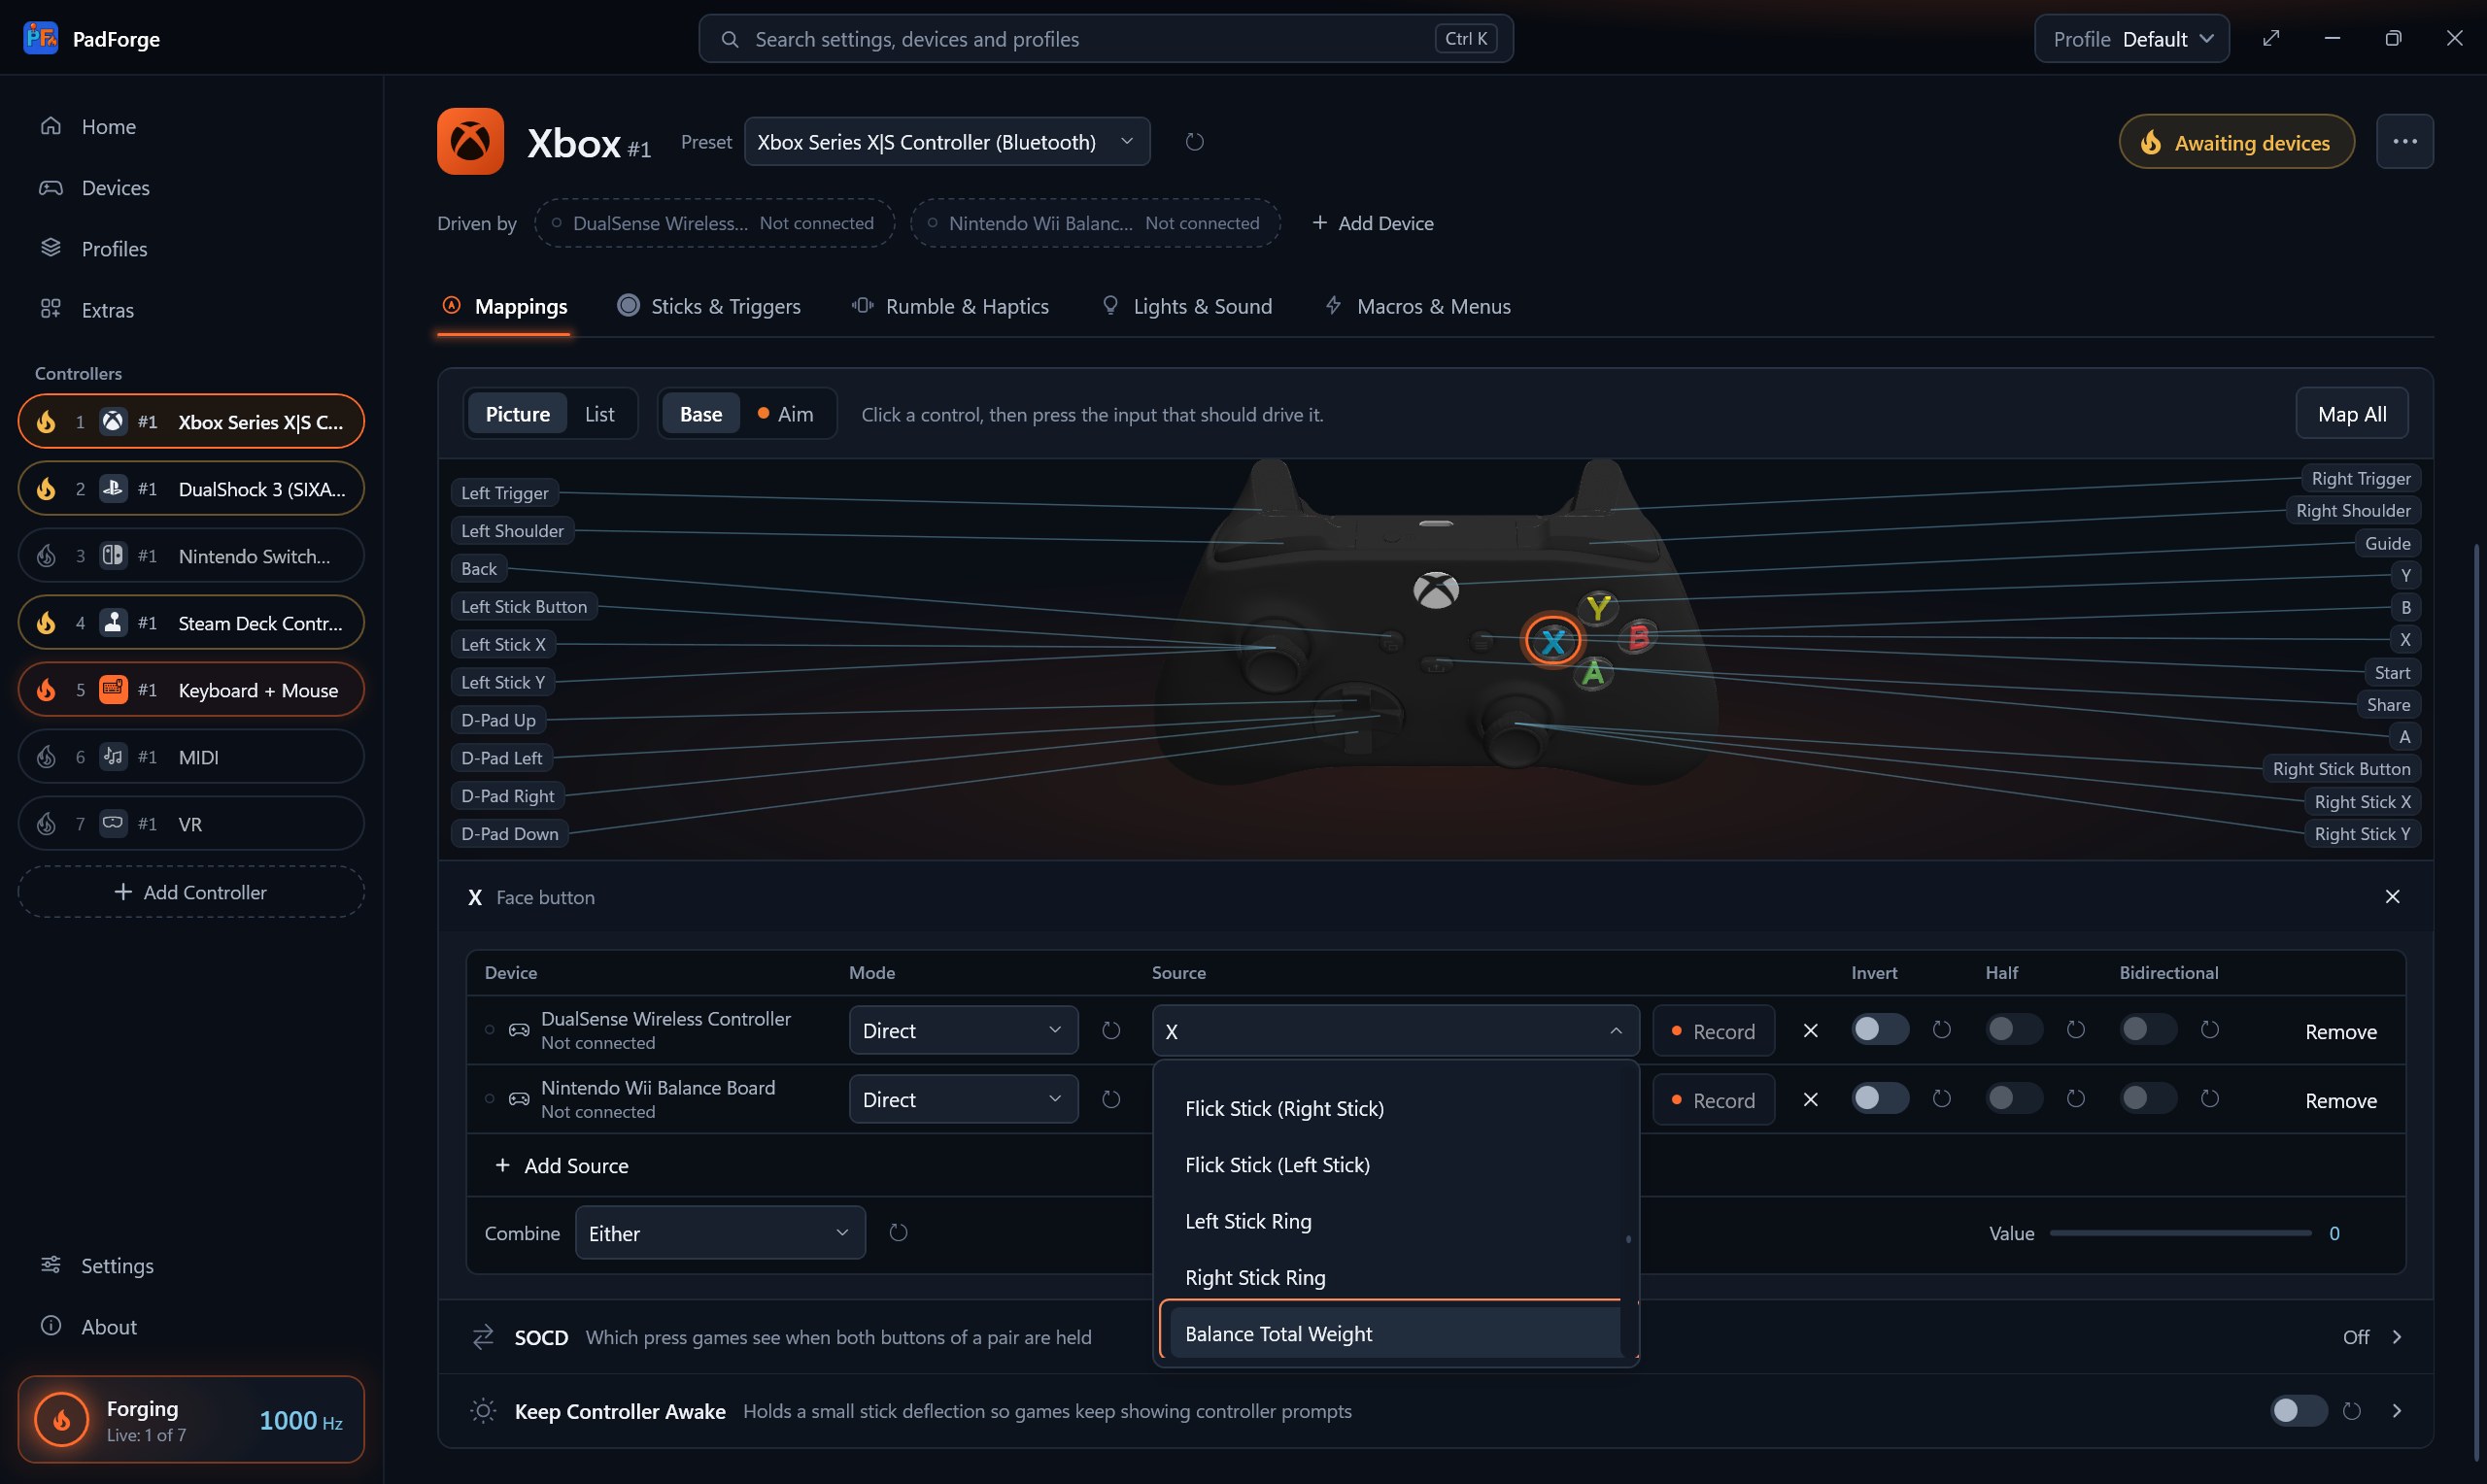 PadForge
Search settings, devices and profiles
Ctrl K
Profile Default
Home
Devices
Profiles
Extras
Controllers
1 #1 Xbox Series X|S C...
2 #1 DualShock 3 (SIXA...
3 #1 Nintendo Switch...
4 #1 Steam Deck Contr...
5 #1 Keyboard + Mouse
6 #1 MIDI
7 #1 VR
+ Add Controller
Settings
About
Forging
Live: 1 of 7
1000 Hz
Xbox #1
Preset
Xbox Series X|S Controller (Bluetooth)
Awaiting devices
Driven by
DualSense Wireless... Not connected
Nintendo Wii Balanc... Not connected
+ Add Device
Mappings
Sticks & Triggers
Rumble & Haptics
Lights & Sound
Macros & Menus
Picture
List
Base
Aim
Click a control, then press the input that should drive it.
Map All
Left Trigger
Left Shoulder
Back
Left Stick Button
Left Stick X
Left Stick Y
D-Pad Up
D-Pad Left
D-Pad Right
D-Pad Down
Y
X
B
A
Right Trigger
Right Shoulder
Guide
Y
B
X
Start
Share
A
Right Stick Button
Right Stick X
Right Stick Y
X Face button
Device
Mode
Source
Invert
Half
Bidirectional
DualSense Wireless Controller
Not connected
Direct
X
Record
Remove
Nintendo Wii Balance Board
Not connected
Direct
Record
Remove
Flick Stick (Right Stick)
Flick Stick (Left Stick)
Left Stick Ring
Right Stick Ring
Balance Total Weight
+ Add Source
Combine
Either
Value
0
SOCD Which press games see when both buttons of a pair are held
Off
Keep Controller Awake Holds a small stick deflection so games keep showing controller prompts